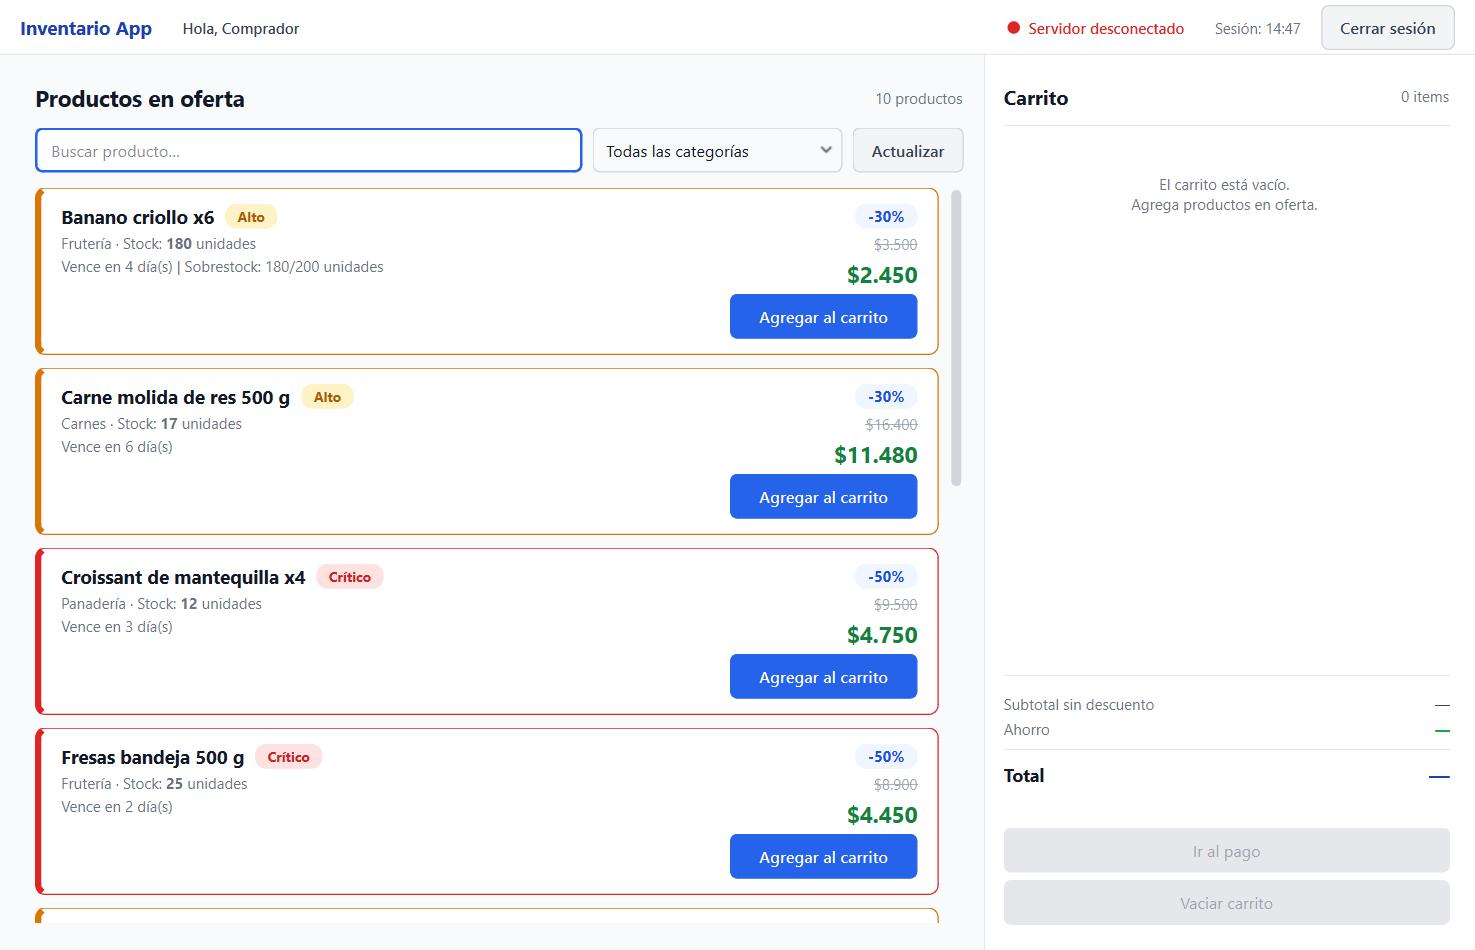 Inventario App
Hola, Comprador
Servidor desconectado
Sesión: 14:47
Cerrar sesión
Productos en oferta
10 productos
Buscar producto...
Todas las categorías
Actualizar
Banano criollo x6
Alto
-30%
Frutería · Stock: 180 unidades
$3.500
Vence en 4 día(s) | Sobrestock: 180/200 unidades
$2.450
Agregar al carrito
Carne molida de res 500 g
Alto
-30%
Carnes · Stock: 17 unidades
$16.400
Vence en 6 día(s)
$11.480
Agregar al carrito
Croissant de mantequilla x4
Crítico
-50%
Panadería · Stock: 12 unidades
$9.500
Vence en 3 día(s)
$4.750
Agregar al carrito
Fresas bandeja 500 g
Crítico
-50%
Frutería · Stock: 25 unidades
$8.900
Vence en 2 día(s)
$4.450
Agregar al carrito
Carrito
0 items
El carrito está vacío.
Agrega productos en oferta.
Subtotal sin descuento
—
Ahorro
—
Total
—
Ir al pago
Vaciar carrito